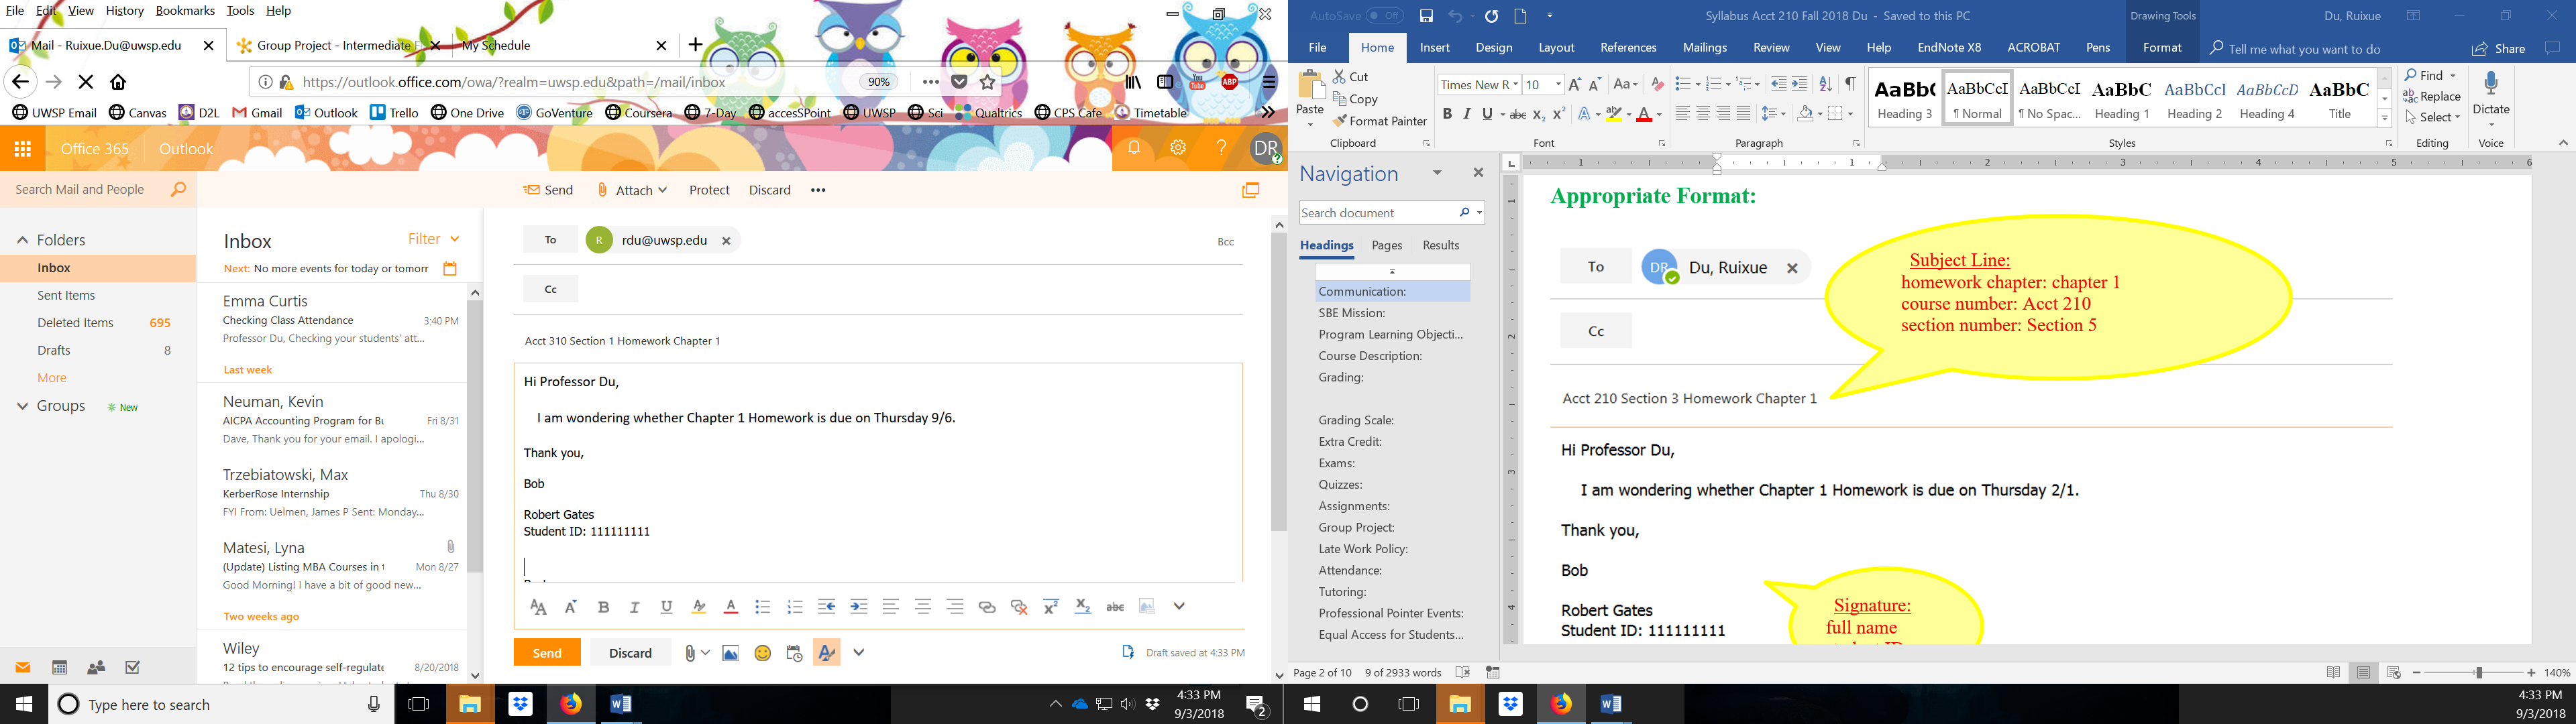 File Edit View History Bookmarks Tools Help
Mail - Ruixue.Du@uwsp.edu
Group Project - Intermediate F
My Schedule
https://outlook.office.com/owa/?realm=uwsp.edu&path=/mail/inbox
90%
UWSP Email Canvas D2L Gmail Outlook Trello One Drive GoVenture Coursera 7-Day accesSPoint UWSP Sci Qualtrics CPS Cafe Timetable
Office 365 Outlook
DR
Search Mail and People
Send Attach Protect Discard
Folders
Inbox
Sent Items
Deleted Items 695
Drafts 8
More
Groups New
Inbox Filter
Next: No more events for today or tomorr
Emma Curtis
Checking Class Attendance 3:40 PM
Professor Du, Checking your students' att...
Last week
Neuman, Kevin
AICPA Accounting Program for Bu Fri 8/31
Dave, Thank you for your email. I apologi...
Trzebiatowski, Max
KerberRose Internship Thu 8/30
FYI From: Uelmen, James P Sent: Monday...
Matesi, Lyna
(Update) Listing MBA Courses in t Mon 8/27
Good Morning! I have a bit of good new...
Two weeks ago
Wiley
12 tips to encourage self-regulate 8/20/2018
To R rdu@uwsp.edu Bcc
Cc
Acct 310 Section 1 Homework Chapter 1
Hi Professor Du,
I am wondering whether Chapter 1 Homework is due on Thursday 9/6.
Thank you,
Bob
Robert Gates
Student ID: 111111111
Send Discard
Draft saved at 4:33 PM
Type here to search
4:33 PM
9/3/2018
2
AutoSave Off
Syllabus Acct 210 Fall 2018 Du - Saved to this PC
Drawing Tools
Du, Ruixue
File Home Insert Design Layout References Mailings Review View Help EndNote X8 ACROBAT Pens Format Tell me what you want to do Share
Paste
Cut
Copy
Format Painter
Clipboard
Times New R 10
Font
Paragraph
AaBbC AaBbCcI AaBbCcI AaBbC AaBbCcI AaBbCcD AaBbC
Heading 3 ¶ Normal ¶ No Spac... Heading 1 Heading 2 Heading 4 Title
Styles
Find
Replace
Select
Editing
Dictate
Voice
Navigation
Search document
Headings Pages Results
Communication:
SBE Mission:
Program Learning Objecti...
Course Description:
Grading:
Grading Scale:
Extra Credit:
Exams:
Quizzes:
Assignments:
Group Project:
Late Work Policy:
Attendance:
Tutoring:
Professional Pointer Events:
Equal Access for Students...
Appropriate Format:
To DR Du, Ruixue
Cc
Subject Line:
homework chapter: chapter 1
course number: Acct 210
section number: Section 5
Acct 210 Section 3 Homework Chapter 1
Hi Professor Du,
I am wondering whether Chapter 1 Homework is due on Thursday 2/1.
Thank you,
Bob
Robert Gates
Student ID: 111111111
Signature:
full name
Page 2 of 10 9 of 2933 words
140%
4:33 PM
9/3/2018